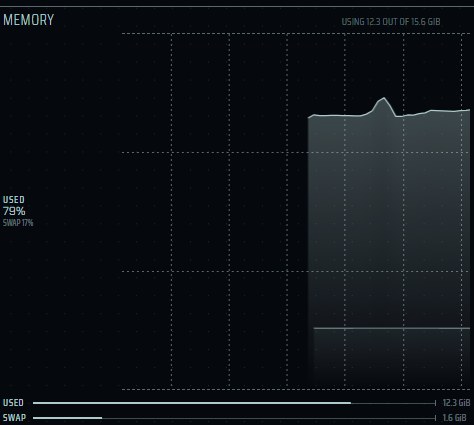 MEMORY
USING 12.3 OUT OF 15.6 GIB
USED
79%
SWAP 17%
USED 12.3 GiB
SWAP 1.6 GiB